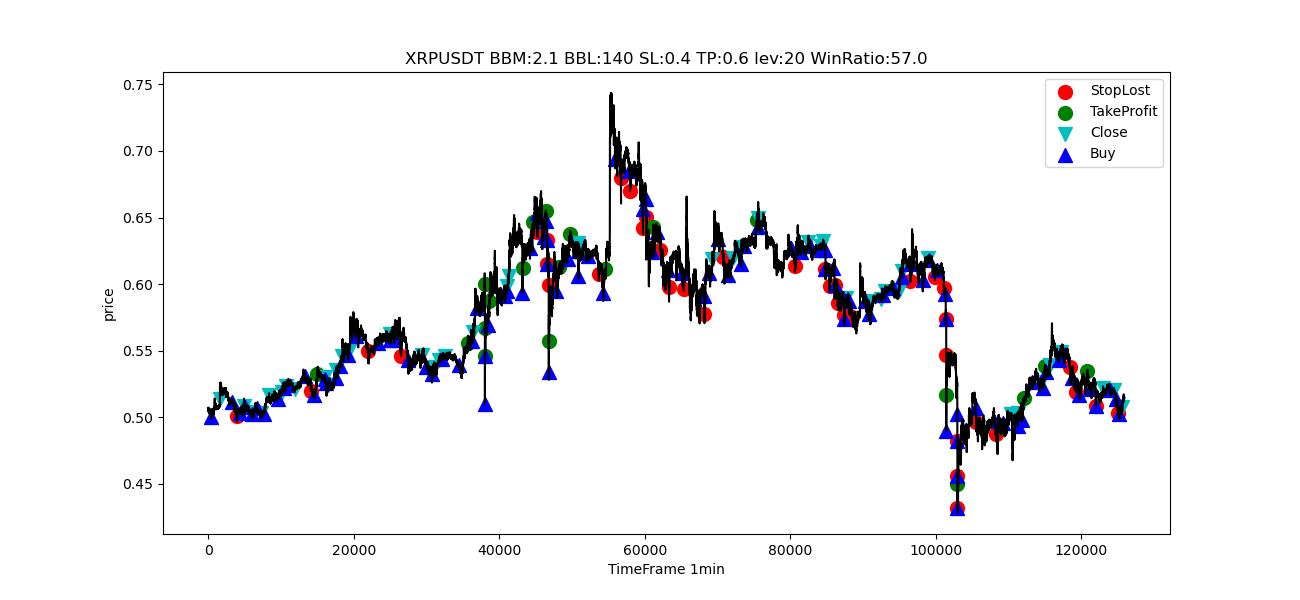 XRPUSDT BBM:2.1 BBL:140 SL:0.4 TP:0.6 lev:20 WinRatio:57.0
StopLost
TakeProfit
Close
Buy
price
0.75
0.70
0.65
0.60
0.55
0.50
0.45
0 20000 40000 60000 80000 100000 120000
TimeFrame 1min